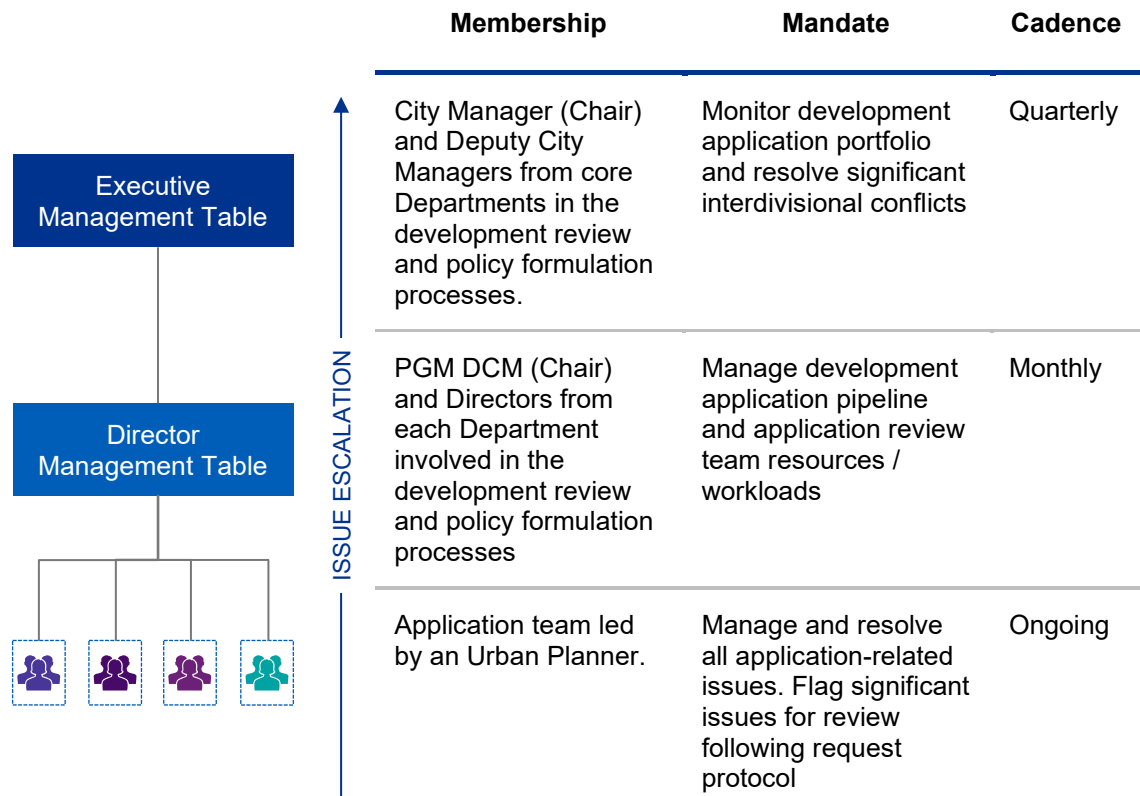 Membership
Mandate
Cadence
Executive
Management Table
City Manager (Chair)
and Deputy City
Managers from core
Departments in the
development review
and policy formulation
processes.
Monitor development
application portfolio
and resolve significant
interdivisional conflicts
Quarterly
ISSUE ESCALATION
Director
Management Table
PGM DCM (Chair)
and Directors from
each Department
involved in the
development review
and policy formulation
processes
Manage development
application pipeline
and application review
team resources /
workloads
Monthly
Application team led
by an Urban Planner.
Manage and resolve
all application-related
issues. Flag significant
issues for review
following request
protocol
Ongoing